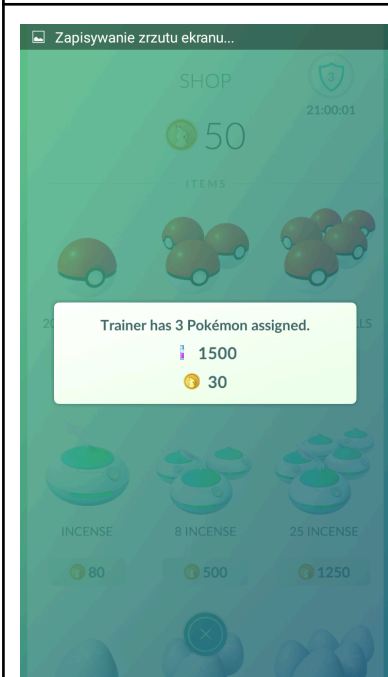 Zapisywanie zrzutu ekranu...
SHOP
3
21:00:01
50
ITEMS
Trainer has 3 Pokémon assigned.
1500
30
INCENSE
8 INCENSE
25 INCENSE
80
500
1250